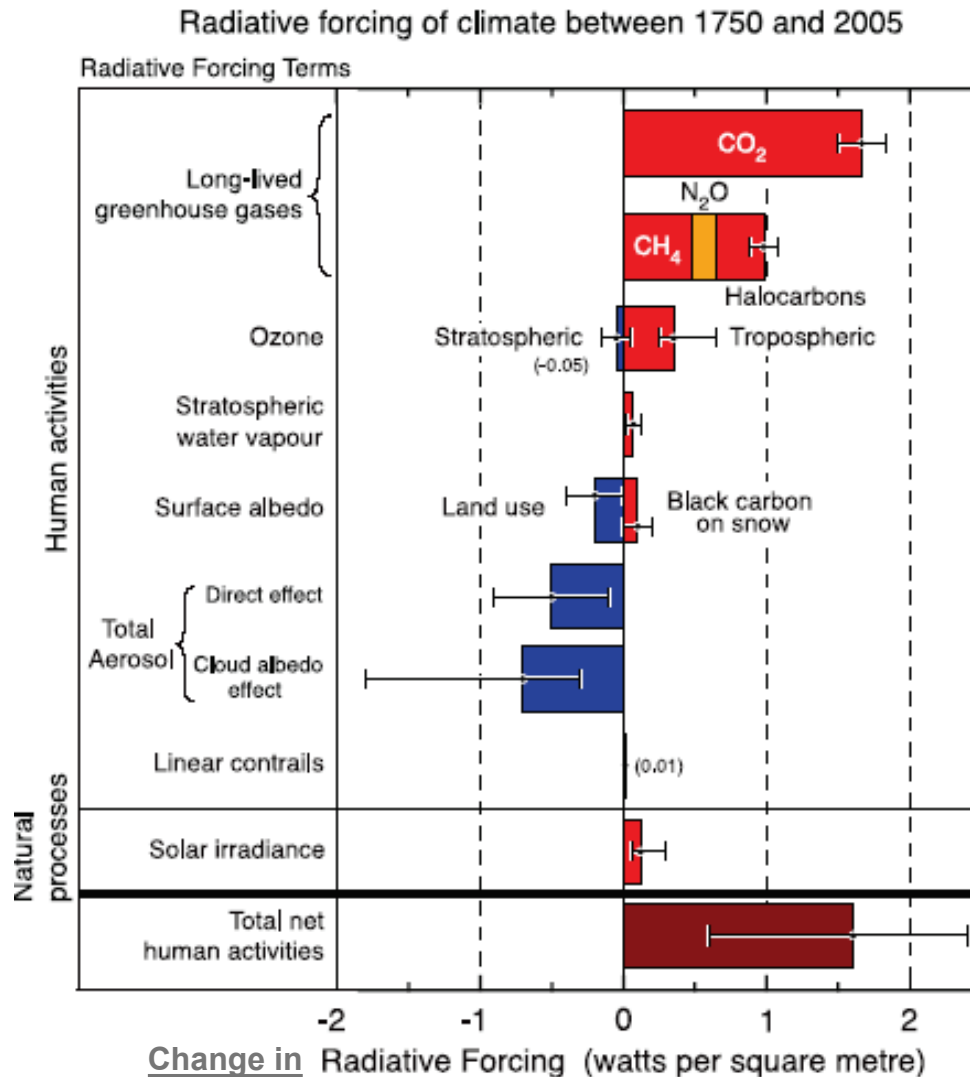 Radiative forcing of climate between 1750 and 2005
Radiative Forcing Terms
Human activities
Long-lived
greenhouse gases
CO₂
N₂O
CH₄
Halocarbons
Ozone
Stratospheric
(-0.05)
Tropospheric
Stratospheric
water vapour
Surface albedo
Land use
Black carbon
on snow
Total
Aerosol
Direct effect
Cloud albedo
effect
Linear contrails
(0.01)
Natural
processes
Solar irradiance
Total net
human activities
-2 -1 0 1 2
Change in Radiative Forcing (watts per square metre)